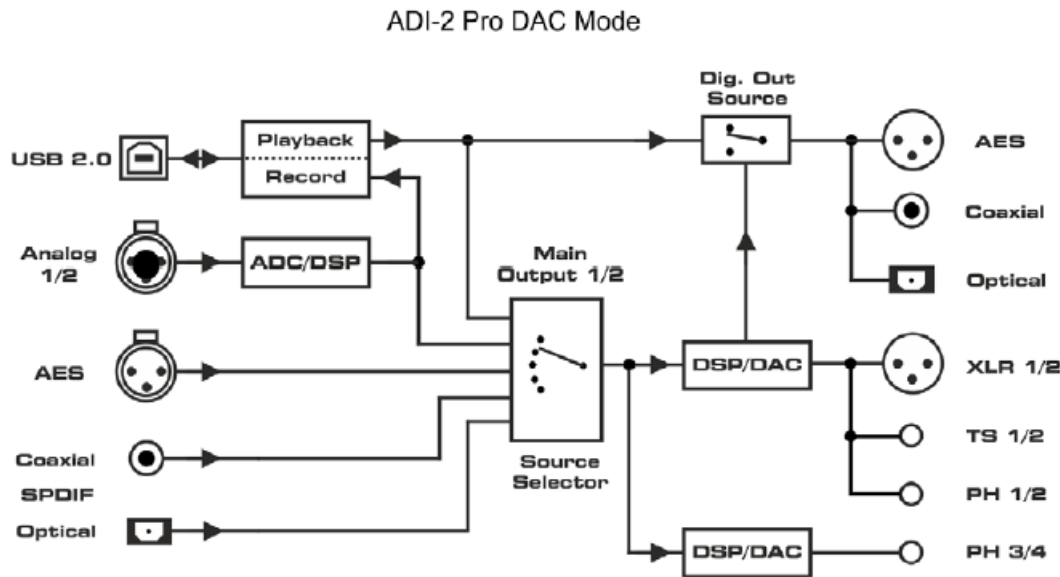 ADI-2 Pro DAC Mode
Dig. Out
Source
USB 2.0
Playback
Record
AES
Coaxial
Analog
1/2
ADC/DSP
Main
Output 1/2
Optical
AES
DSP/DAC
XLR 1/2
TS 1/2
Coaxial
SPDIF
Optical
Source
Selector
PH 1/2
DSP/DAC
PH 3/4